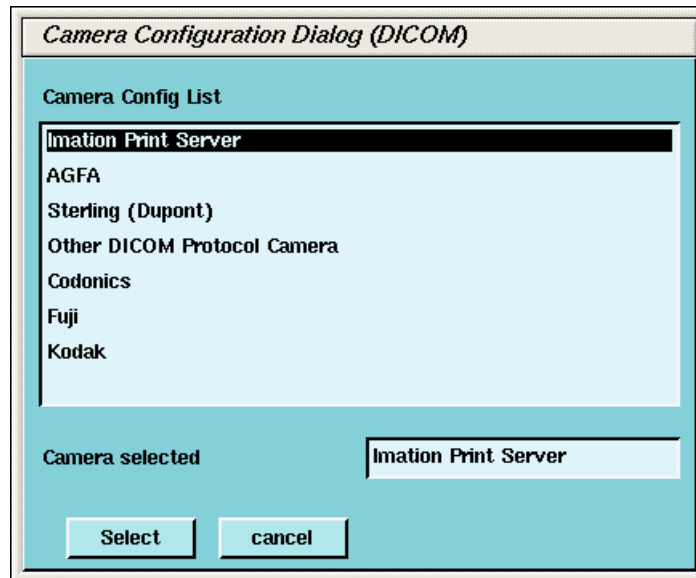 Camera Configuration Dialog (DICOM)
Camera Config List
Imation Print Server
AGFA
Sterling (Dupont)
Other DICOM Protocol Camera
Codonics
Fuji
Kodak
Camera selected Imation Print Server
Select cancel